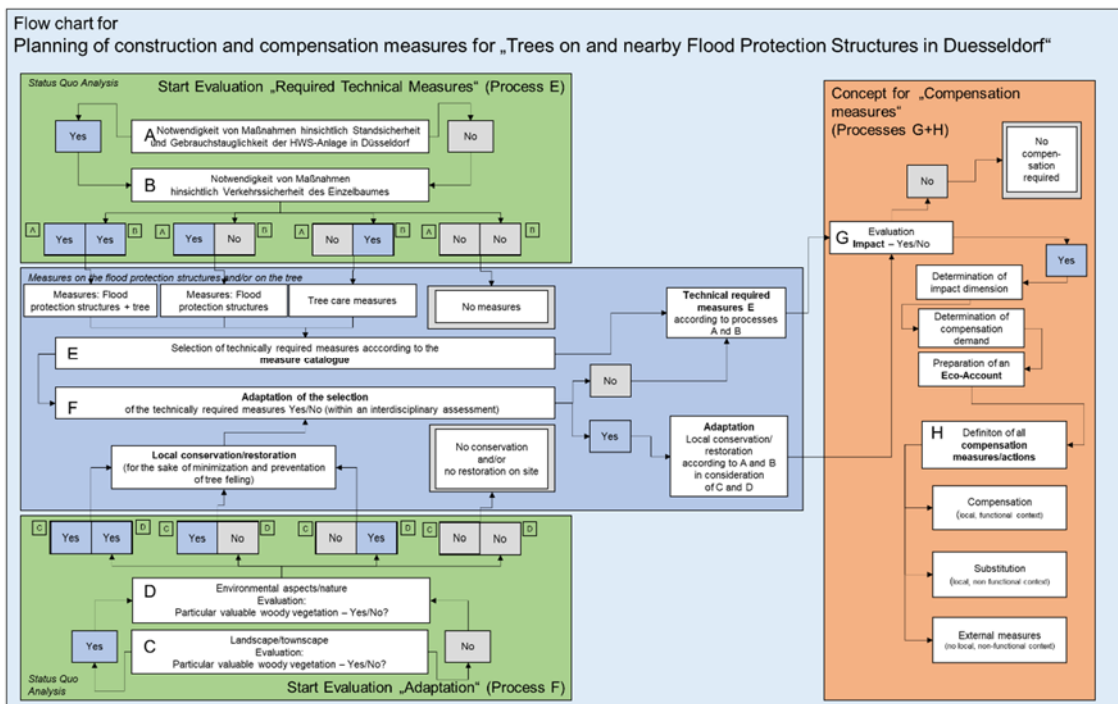 Flow chart for
Planning of construction and compensation measures for „Trees on and nearby Flood Protection Structures in Duesseldorf“
Status Quo Analysis
Start Evaluation „Required Technical Measures“ (Process E)
Yes
A
Notwendigkeit von Maßnahmen hinsichtlich Standsicherheit
und Gebrauchstauglichkeit der HWS-Anlage in Düsseldorf
No
B
Notwendigkeit von Maßnahmen
hinsichtlich Verkehrssicherheit des Einzelbaumes
A Yes Yes B
A Yes No B
A No Yes B
A No No B
Measures on the flood protection structures and/or on the tree
Measures: Flood
protection structures + tree
Measures: Flood
protection structures
Tree care measures
No measures
Technical required
measures E
according to processes
A and B
E
Selection of technically required measures acccording to the
measure catalogue
F
Adaptation of the selection
of the technically required measures Yes/No (within an interdisciplinary assessment)
No
Yes
Local conservation/restoration
(for the sake of minimization and preventation
of tree felling)
No conservation
and/or
no restoration on site
Adaptation
Local conservation/
restoration
according to A and B
in consideration
of C and D
C Yes Yes D
C Yes No D
C No Yes D
C No No D
D
Environmental aspects/nature
Evaluation:
Particular valuable woody vegetation – Yes/No?
Yes
C
Landscape/townscape
Evaluation:
Particular valuable woody vegetation – Yes/No?
No
Status Quo
Analysis
Start Evaluation „Adaptation“ (Process F)
Concept for „Compensation
measures“
(Processes G+H)
No
compen-
sation
required
No
G
Evaluation
Impact – Yes/No
Yes
Determination of
impact dimension
Determination of
compensation
demand
Preparation of an
Eco-Account
H
Definiton of all
compensation
measures/actions
Compensation
(local, functional context)
Substitution
(local, non functional context)
External measures
(no local, non-functional context)